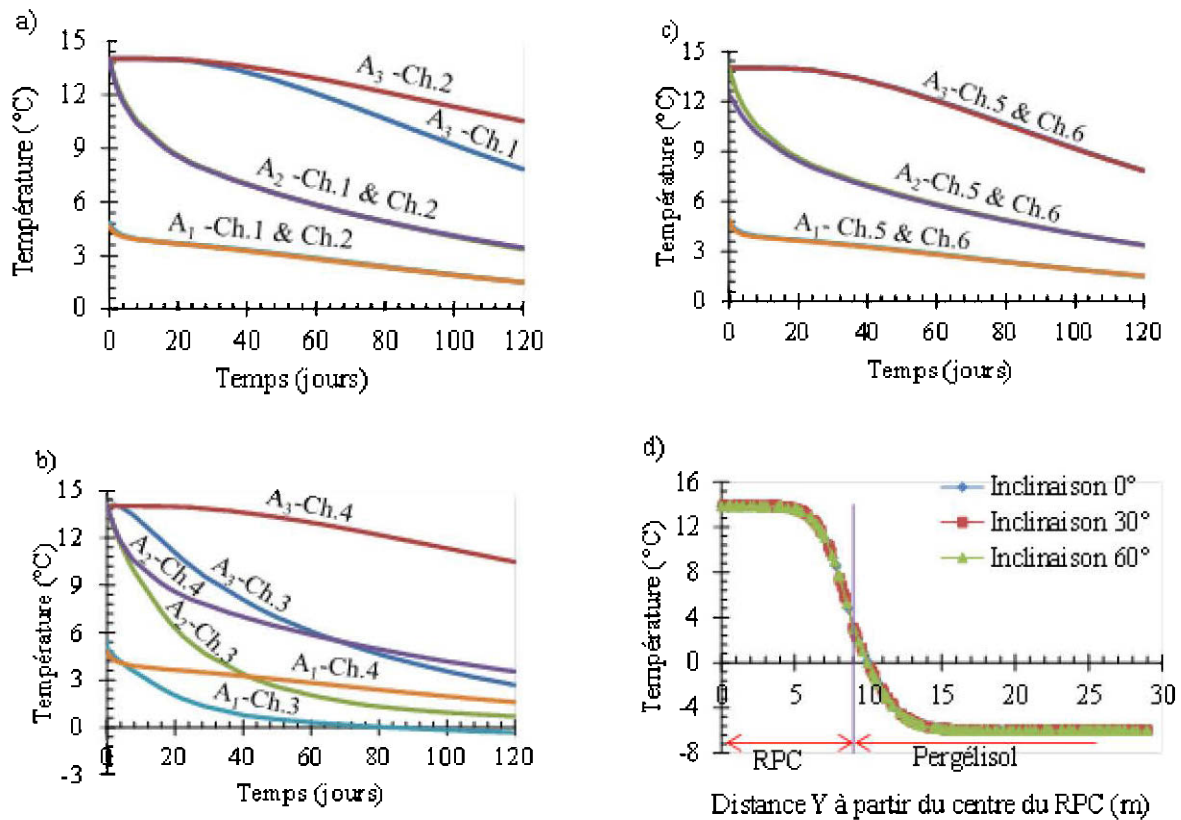 a)
Température (°C)
15
12
9
6
3
0
A3 -Ch.2
A3 -Ch.1
A2 -Ch.1 & Ch.2
A1 -Ch.1 & Ch.2
0 20 40 60 80 100 120
Temps (jours)
c)
Température (°C)
15
12
9
6
3
0
A3-Ch.5 & Ch.6
A2-Ch.5 & Ch.6
A1- Ch.5 & Ch.6
0 20 40 60 80 100 120
Temps (jours)
b)
Température (°C)
15
12
9
6
3
0
-3
A3-Ch.4
A3-Ch.3
A2-Ch.4
A2-Ch.3
A1-Ch.4
A1-Ch.3
0 20 40 60 80 100 120
Temps (jours)
d)
Température (°C)
16
12
8
4
0
-4
-8
Inclinaison 0°
Inclinaison 30°
Inclinaison 60°
0 5 10 15 20 25 30
RPC
Pergélisol
Distance Y à partir du centre du RPC (m)